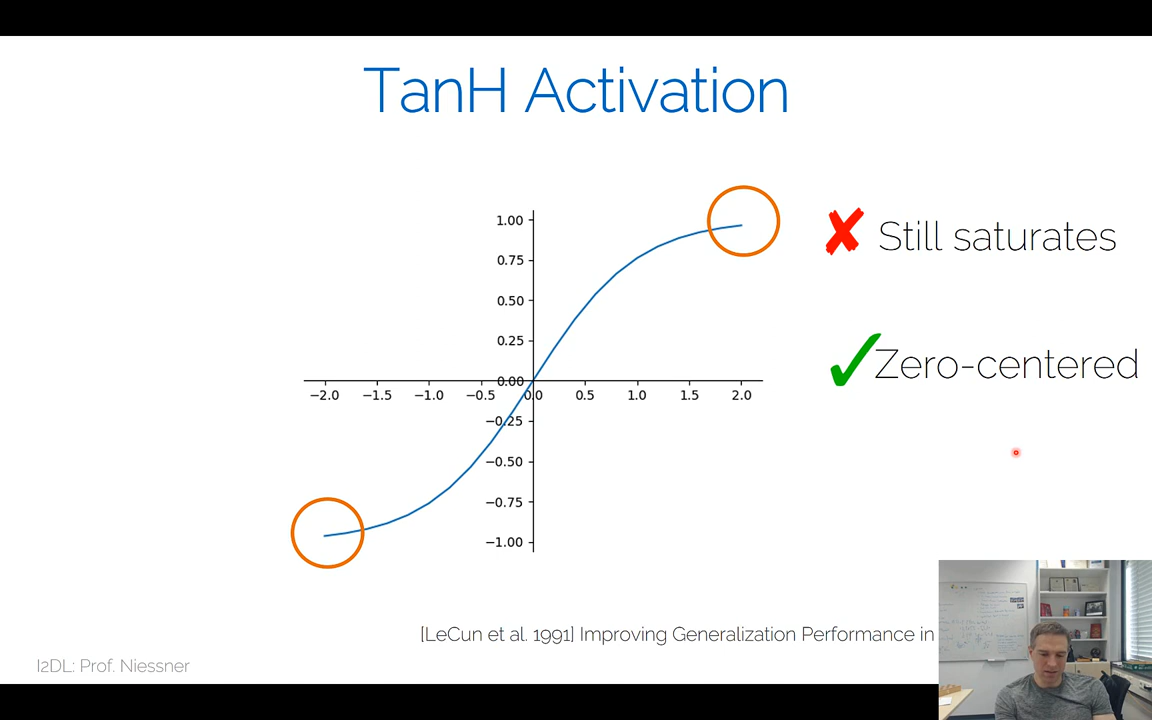 TanH Activation
1.00
0.75
0.50
0.25
0.00
−0.25
−0.50
−0.75
−1.00
−2.0 −1.5 −1.0 −0.5 0.0 0.5 1.0 1.5 2.0
✘ Still saturates
✓ Zero-centered
[LeCun et al. 1991] Improving Generalization Performance in
I2DL: Prof. Niessner